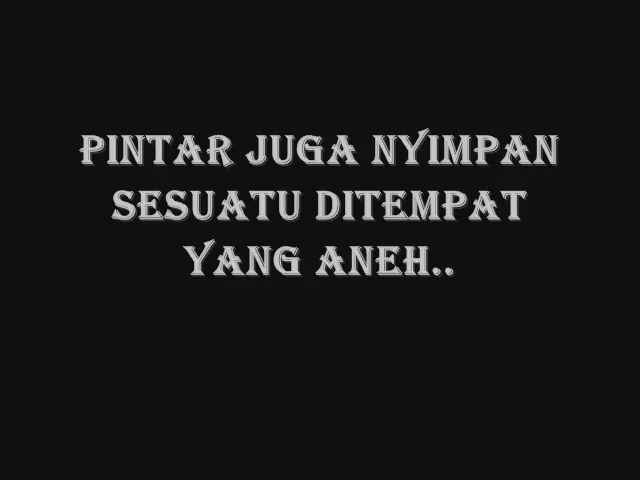 PINTAR JUGA NYIMPAN
SESUATU DITEMPAT
YANG ANEH..